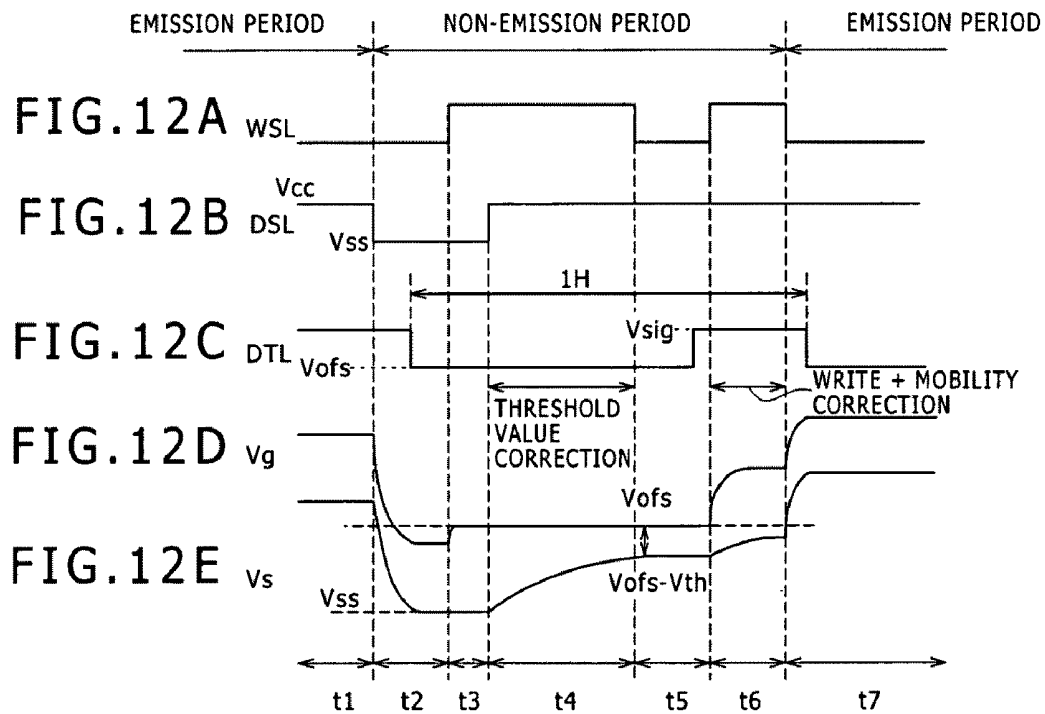 EMISSION PERIOD NON-EMISSION PERIOD EMISSION PERIOD
FIG.12A WSL
Vcc
FIG.12B DSL
Vss
1H
FIG.12C DTL
Vsig
Vofs
WRITE + MOBILITY
CORRECTION
THRESHOLD
VALUE
CORRECTION
FIG.12D Vg
Vofs
FIG.12E Vs
Vofs-Vth
Vss
t1 t2 t3 t4 t5 t6 t7